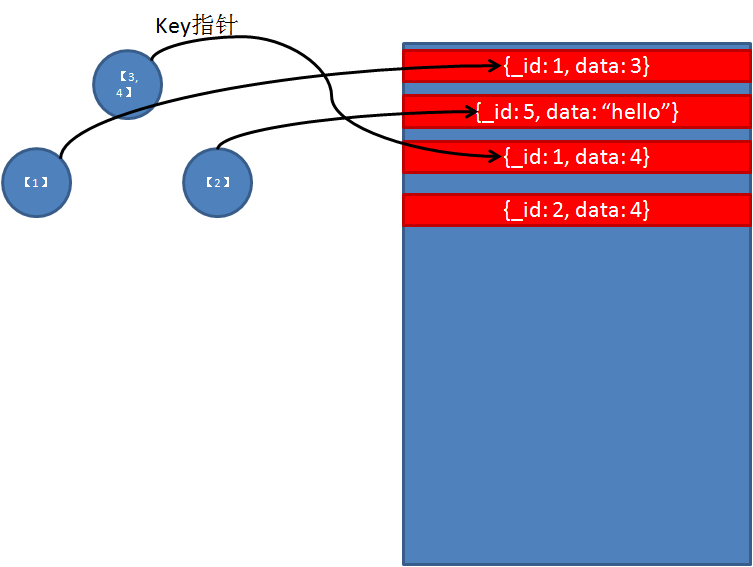 Key指针
【3,
4】
【1】
【2】
{_id: 1, data: 3}
{_id: 5, data: “hello”}
{_id: 1, data: 4}
{_id: 2, data: 4}